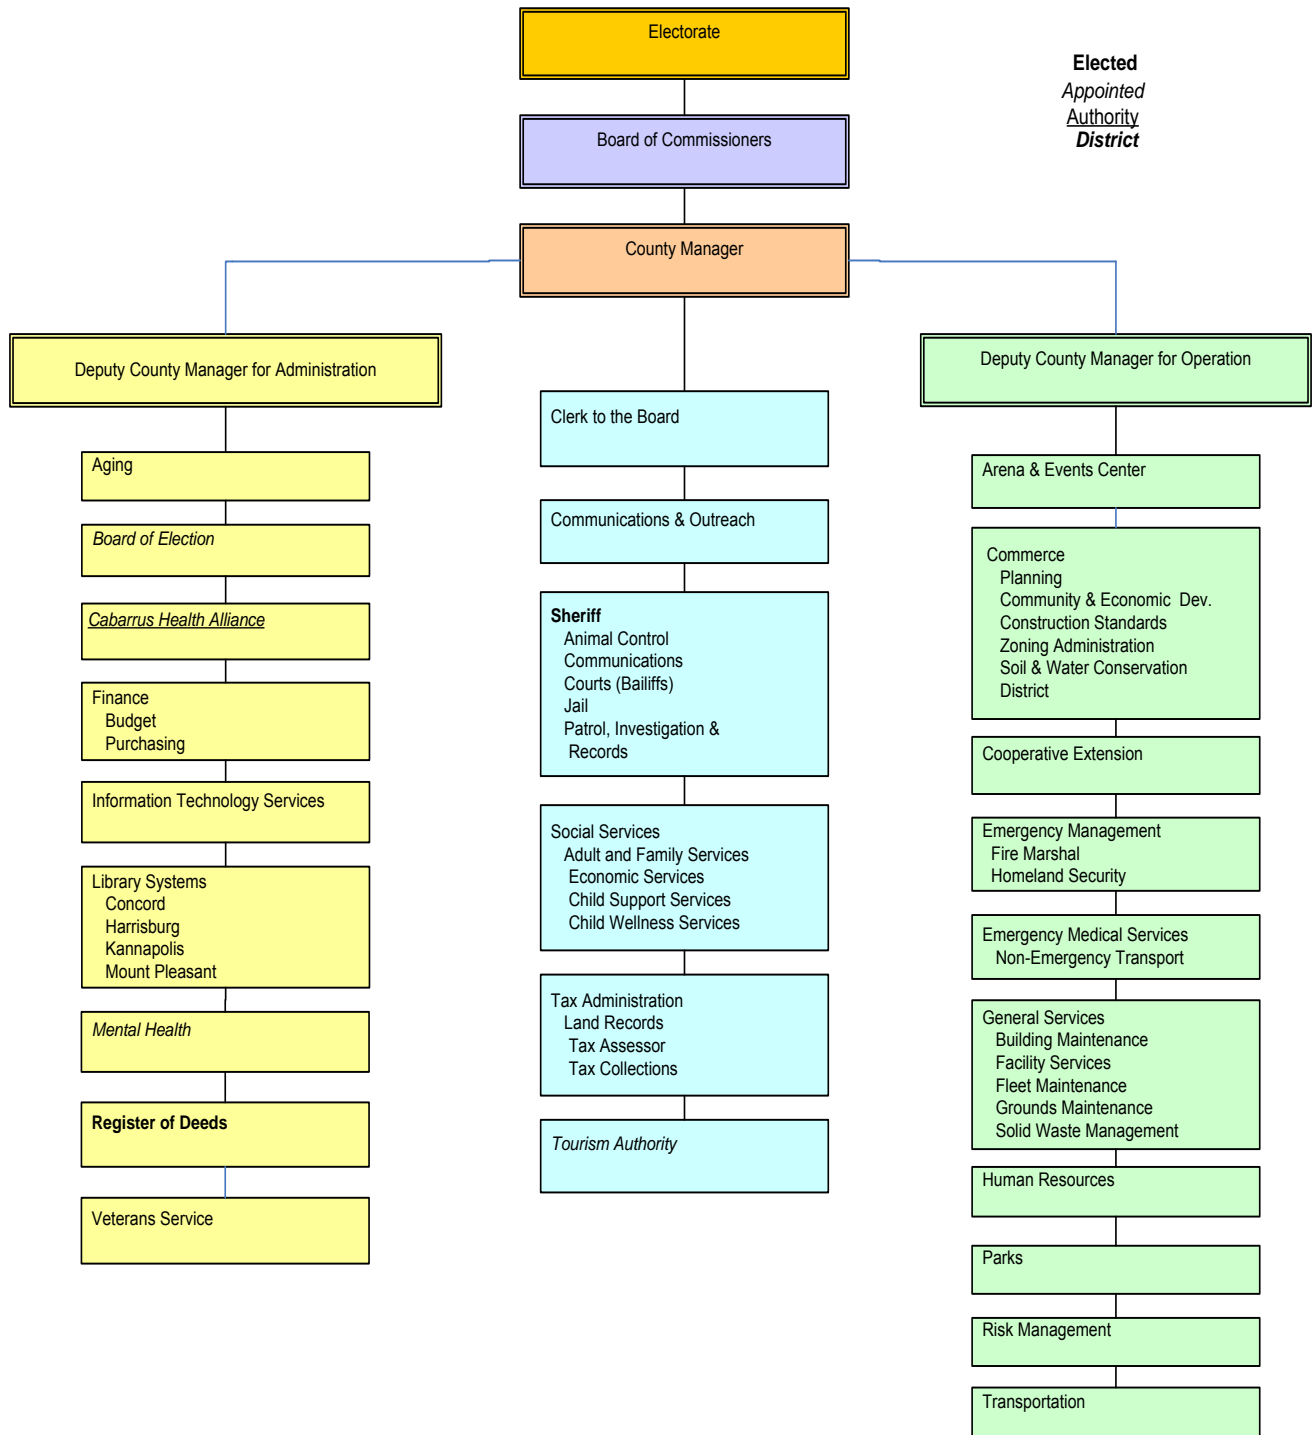 Electorate
Elected
Appointed
Authority
District
Board of Commissioners
County Manager
Deputy County Manager for Administration
Aging
Board of Election
Cabarrus Health Alliance
Finance
Budget
Purchasing
Information Technology Services
Library Systems
Concord
Harrisburg
Kannapolis
Mount Pleasant
Mental Health
Register of Deeds
Veterans Service
Clerk to the Board
Communications & Outreach
Sheriff
Animal Control
Communications
Courts (Bailiffs)
Jail
Patrol, Investigation &
Records
Social Services
Adult and Family Services
Economic Services
Child Support Services
Child Wellness Services
Tax Administration
Land Records
Tax Assessor
Tax Collections
Tourism Authority
Deputy County Manager for Operation
Arena & Events Center
Commerce
Planning
Community & Economic Dev.
Construction Standards
Zoning Administration
Soil & Water Conservation
District
Cooperative Extension
Emergency Management
Fire Marshal
Homeland Security
Emergency Medical Services
Non-Emergency Transport
General Services
Building Maintenance
Facility Services
Fleet Maintenance
Grounds Maintenance
Solid Waste Management
Human Resources
Parks
Risk Management
Transportation